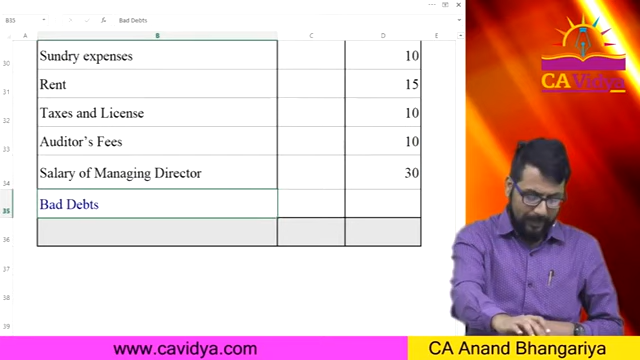 B35
Bad Debts
A
B
C
D
E
30
Sundry expenses
10
31
Rent
15
32
Taxes and License
10
33
Auditor's Fees
10
34
Salary of Managing Director
30
35
Bad Debts
36
37
38
39
CA Vidya
www.cavidya.com
CA Anand Bhangariya